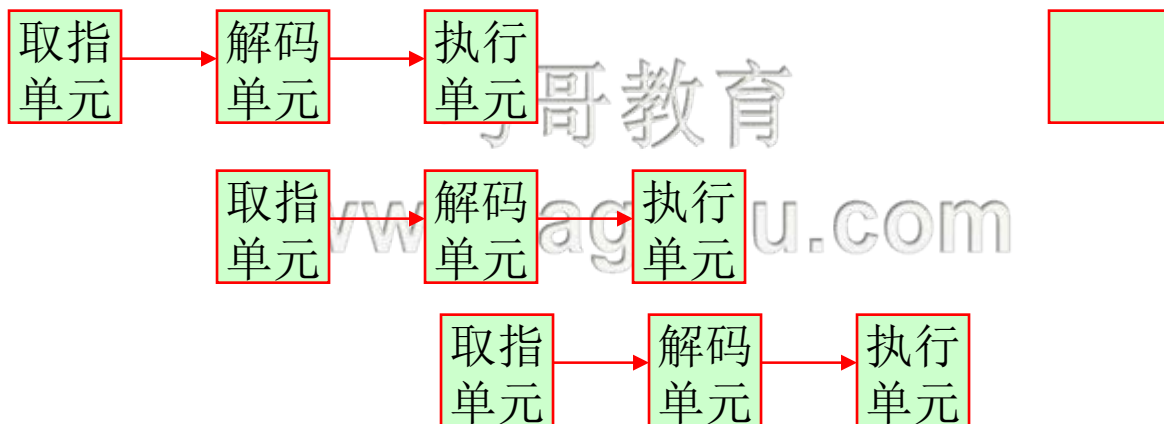 取指 解码 执行
单元 单元 单元
哥教育
取指 解码 执行
单元 单元 单元
u.com
取指 解码 执行
单元 单元 单元